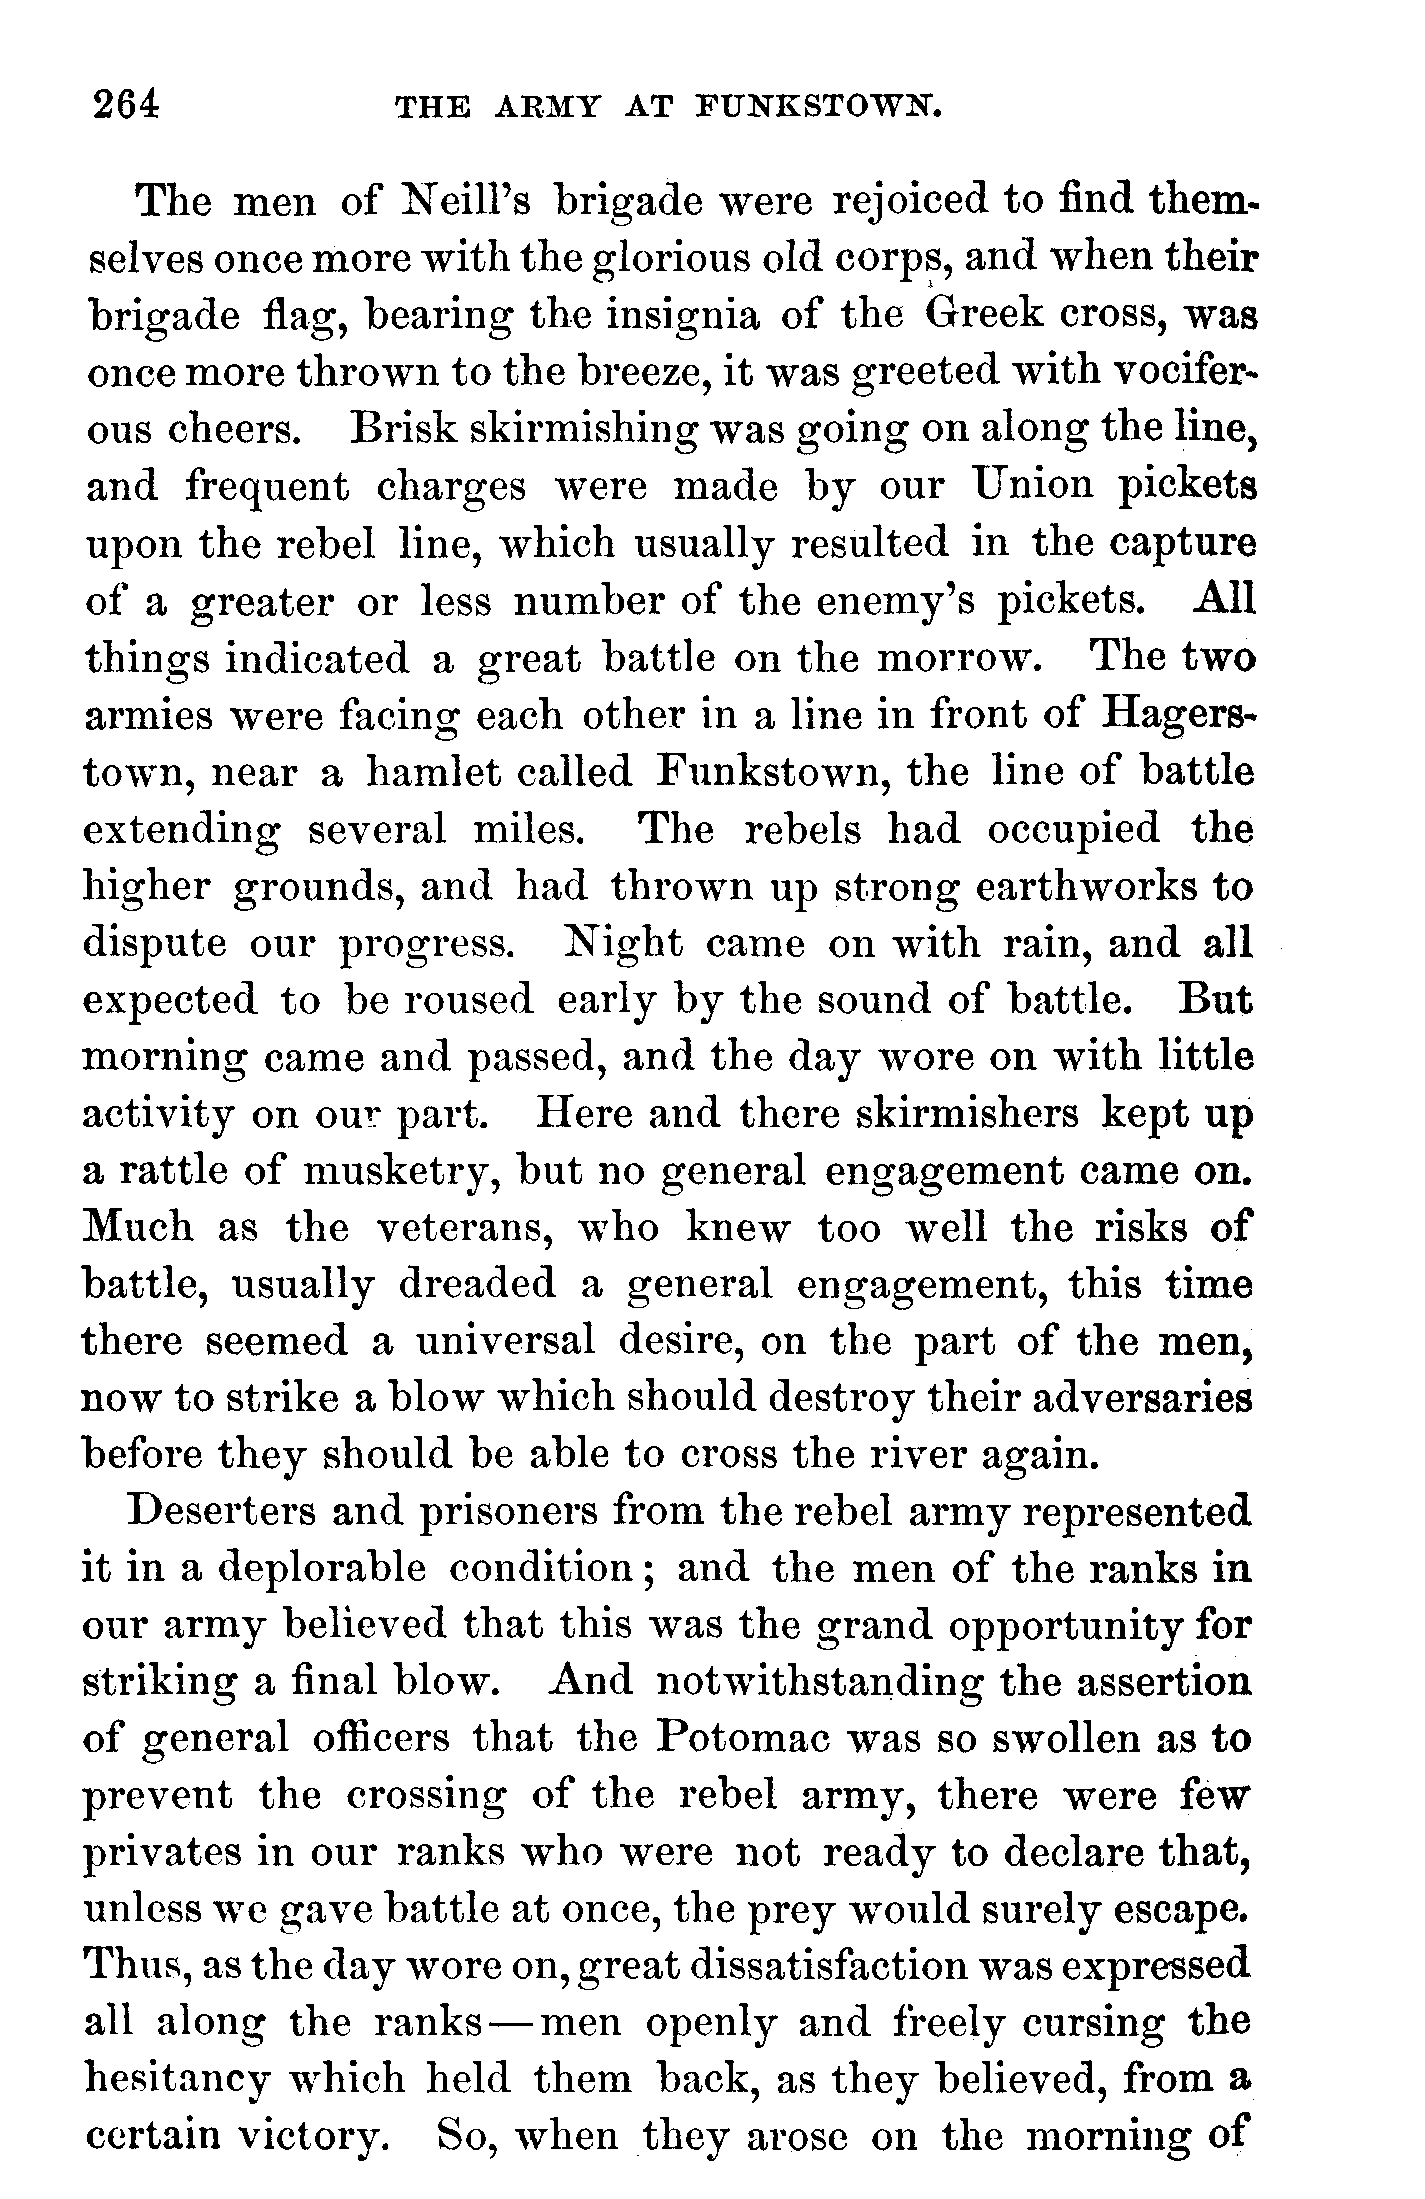 264 THE ARMY AT FUNKSTOWN.
The men of Neill's brigade were rejoiced to find them-
selves once more with the glorious old corps, and when their
brigade flag, bearing the insignia of the Greek cross, was
once more thrown to the breeze, it was greeted with vocifer-
ous cheers. Brisk skirmishing was going on along the line,
and frequent charges were made by our Union pickets
upon the rebel line, which usually resulted in the capture
of a greater or less number of the enemy's pickets. All
things indicated a great battle on the morrow. The two
armies were facing each other in a line in front of Hagers-
town, near a hamlet called Funkstown, the line of battle
extending several miles. The rebels had occupied the
higher grounds, and had thrown up strong earthworks to
dispute our progress. Night came on with rain, and all
expected to be roused early by the sound of battle. But
morning came and passed, and the day wore on with little
activity on our part. Here and there skirmishers kept up
a rattle of musketry, but no general engagement came on.
Much as the veterans, who knew too well the risks of
battle, usually dreaded a general engagement, this time
there seemed a universal desire, on the part of the men,
now to strike a blow which should destroy their adversaries
before they should be able to cross the river again.
Deserters and prisoners from the rebel army represented
it in a deplorable condition; and the men of the ranks in
our army believed that this was the grand opportunity for
striking a final blow. And notwithstanding the assertion
of general officers that the Potomac was so swollen as to
prevent the crossing of the rebel army, there were few
privates in our ranks who were not ready to declare that,
unless we gave battle at once, the prey would surely escape.
Thus, as the day wore on, great dissatisfaction was expressed
all along the ranks—men openly and freely cursing the
hesitancy which held them back, as they believed, from a
certain victory. So, when they arose on the morning of